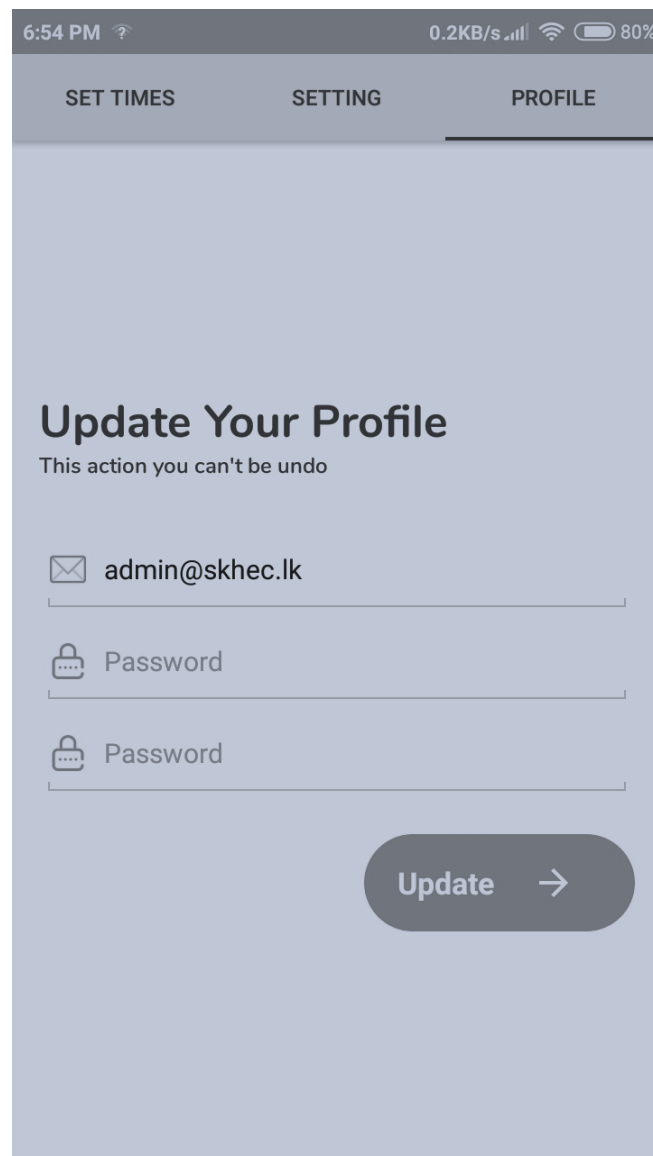 6:54 PM 0.2KB/s 80%
SET TIMES SETTING PROFILE
Update Your Profile
This action you can't be undo
admin@skhec.lk
Password
Password
Update